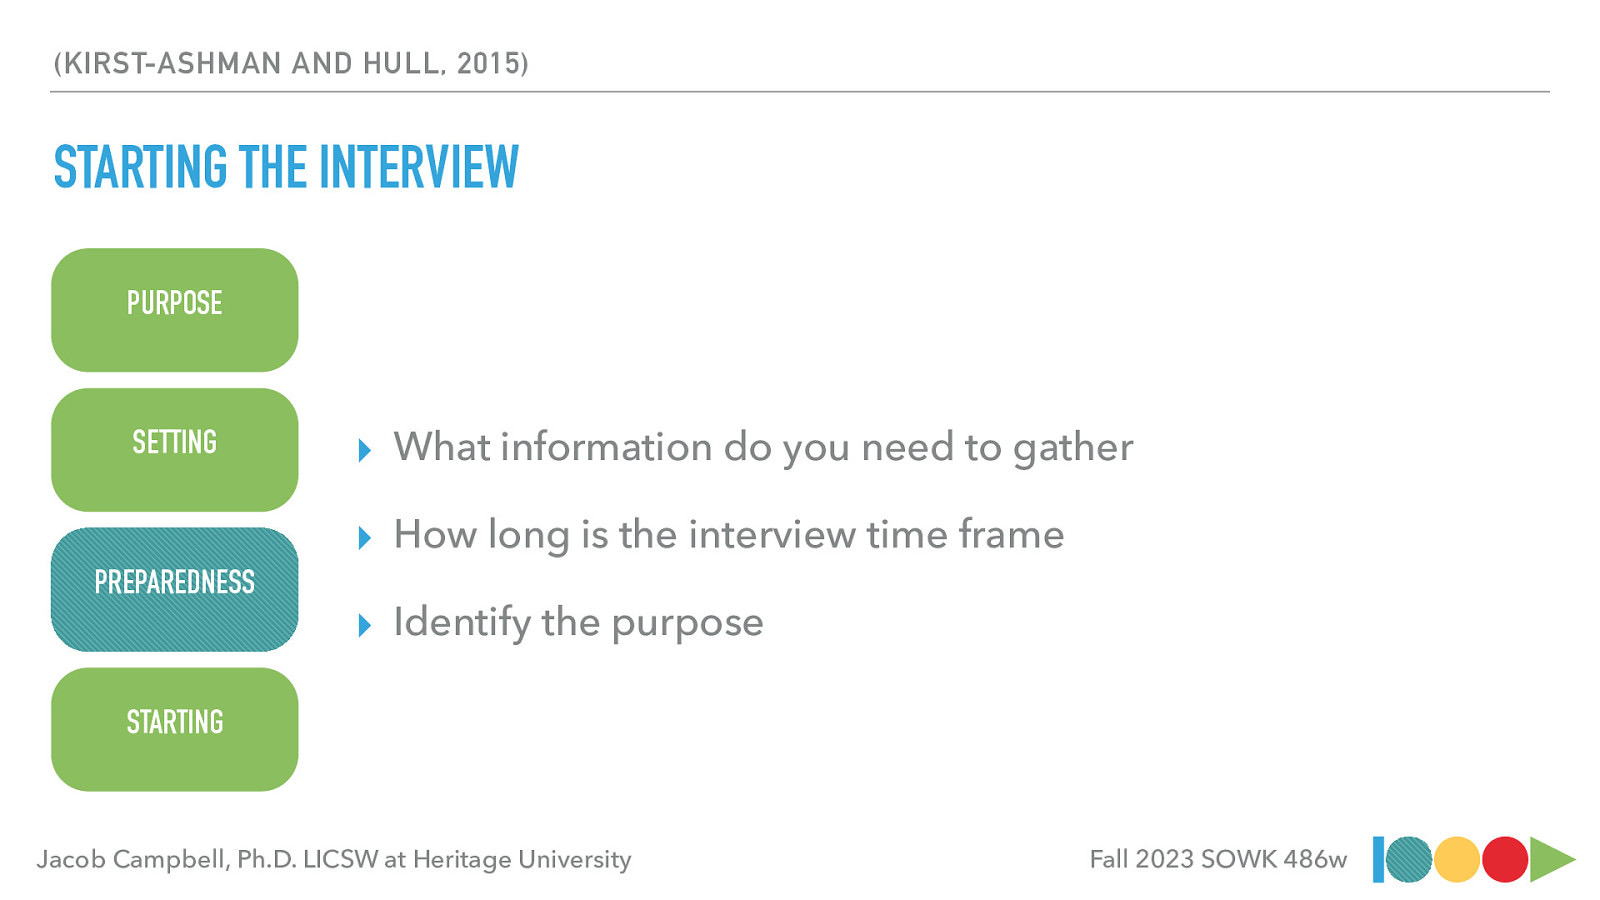 (KIRST-ASHMAN AND HULL, 2015)
STARTING THE INTERVIEW
PURPOSE
SETTING
PREPAREDNESS
STARTING
What information do you need to gather
How long is the interview time frame
Identify the purpose
Jacob Campbell, Ph.D. LICSW at Heritage University
Fall 2023 SOWK 486w